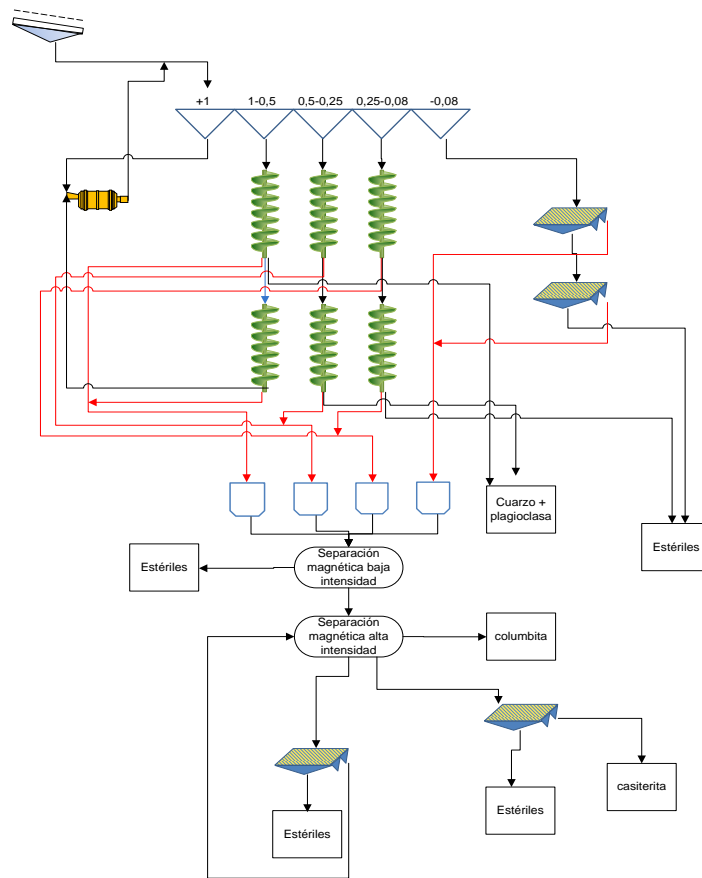 +1
1-0,5
0,5-0,25
0,25-0,08
-0,08
Cuarzo +
plagioclasa
Estériles
Separación
magnética baja
intensidad
Estériles
Separación
magnética alta
intensidad
columbita
casiterita
Estériles
Estériles